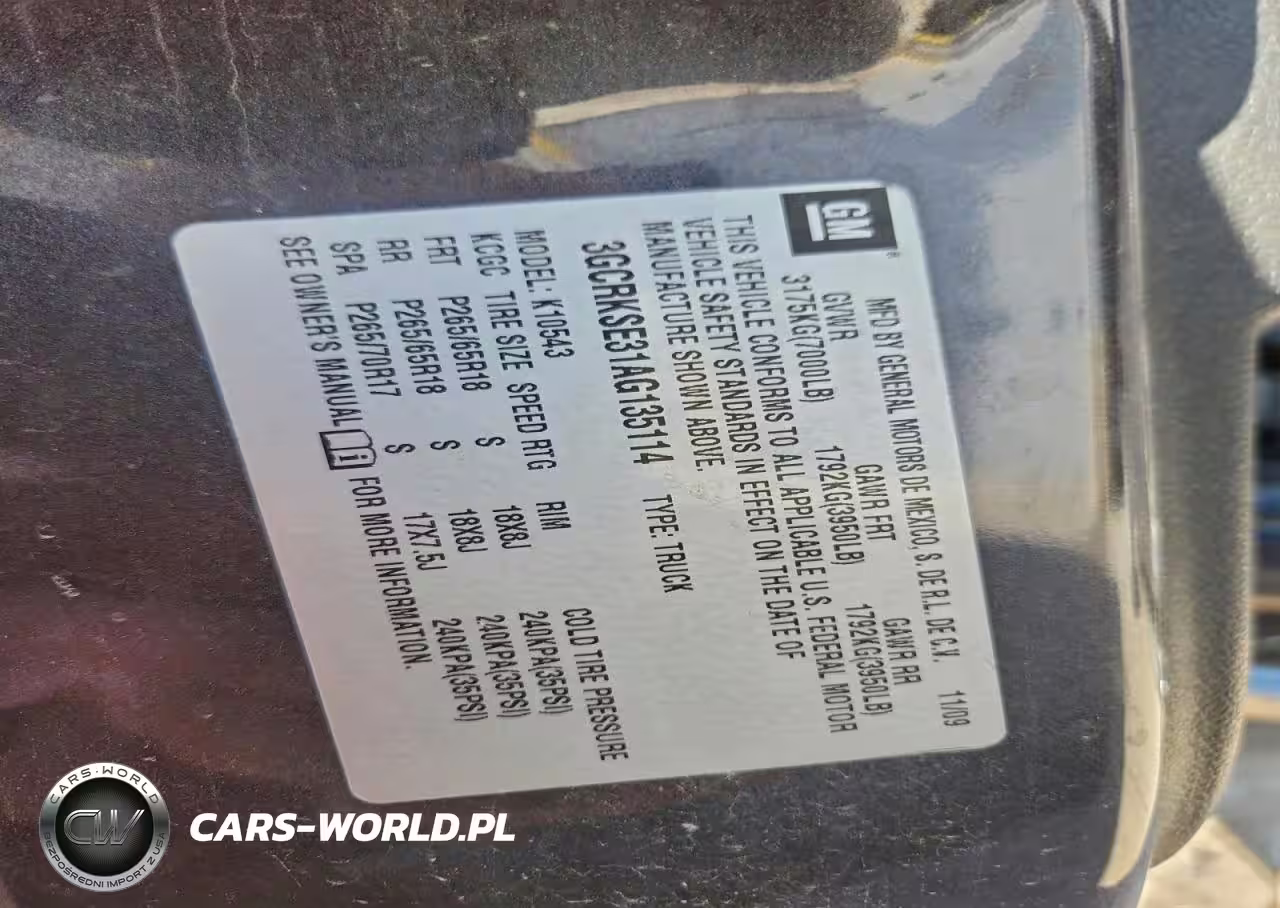 GM
MFD BY GENERAL MOTORS DE MEXICO, S. DE R.L. DE C.V. 11/09
GVWR GAWR FRT GAWR RR
3175KG(7000LB) 1792KG(3950LB) 1792KG(3950LB)
THIS VEHICLE CONFORMS TO ALL APPLICABLE U.S. FEDERAL MOTOR
VEHICLE SAFETY STANDARDS IN EFFECT ON THE DATE OF
MANUFACTURE SHOWN ABOVE.
3GCRKSE31AG135114 TYPE: TRUCK
MODEL: K10543
KCGC TIRE SIZE SPEED RTG RIM COLD TIRE PRESSURE
FRT P265/65R18 S 18X8J 240KPA(35PSI)
RR P265/65R18 S 18X8J 240KPA(35PSI)
SPA P265/70R17 S 17X7.5J 240KPA(35PSI)
SEE OWNER'S MANUAL FOR MORE INFORMATION.
CARS-WORLD
CW
BEZPOŚREDNI IMPORT Z USA
CARS-WORLD.PL